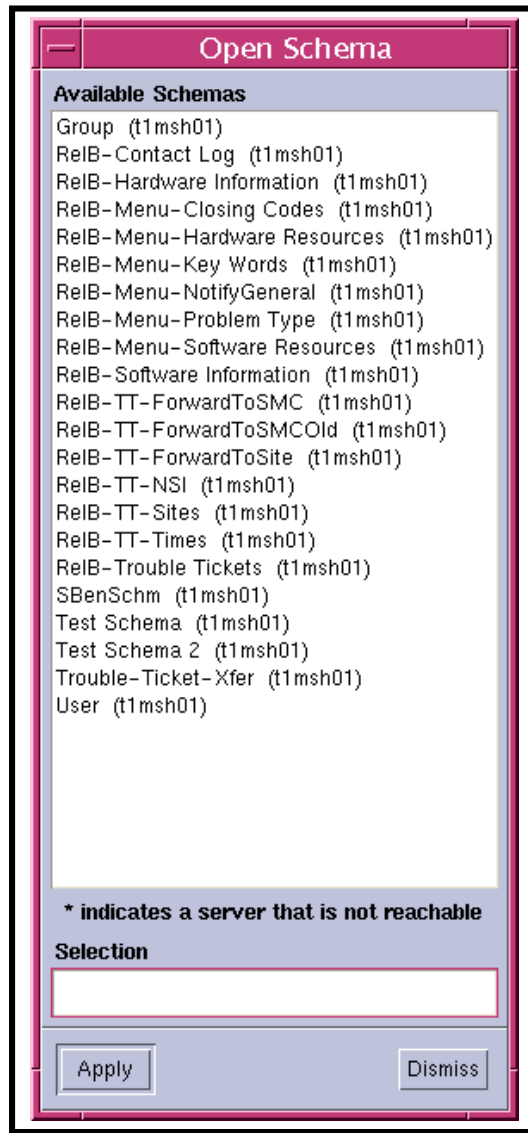 Open Schema
Available Schemas
Group (t1msh01)
RelB-Contact Log (t1msh01)
RelB-Hardware Information (t1msh01)
RelB-Menu-Closing Codes (t1msh01)
RelB-Menu-Hardware Resources (t1msh01)
RelB-Menu-Key Words (t1msh01)
RelB-Menu-NotifyGeneral (t1msh01)
RelB-Menu-Problem Type (t1msh01)
RelB-Menu-Software Resources (t1msh01)
RelB-Software Information (t1msh01)
RelB-TT-ForwardToSMC (t1msh01)
RelB-TT-ForwardToSMCOld (t1msh01)
RelB-TT-ForwardToSite (t1msh01)
RelB-TT-NSI (t1msh01)
RelB-TT-Sites (t1msh01)
RelB-TT-Times (t1msh01)
RelB-Trouble Tickets (t1msh01)
SBenSchm (t1msh01)
Test Schema (t1msh01)
Test Schema 2 (t1msh01)
Trouble-Ticket-Xfer (t1msh01)
User (t1msh01)
* indicates a server that is not reachable
Selection
Apply
Dismiss